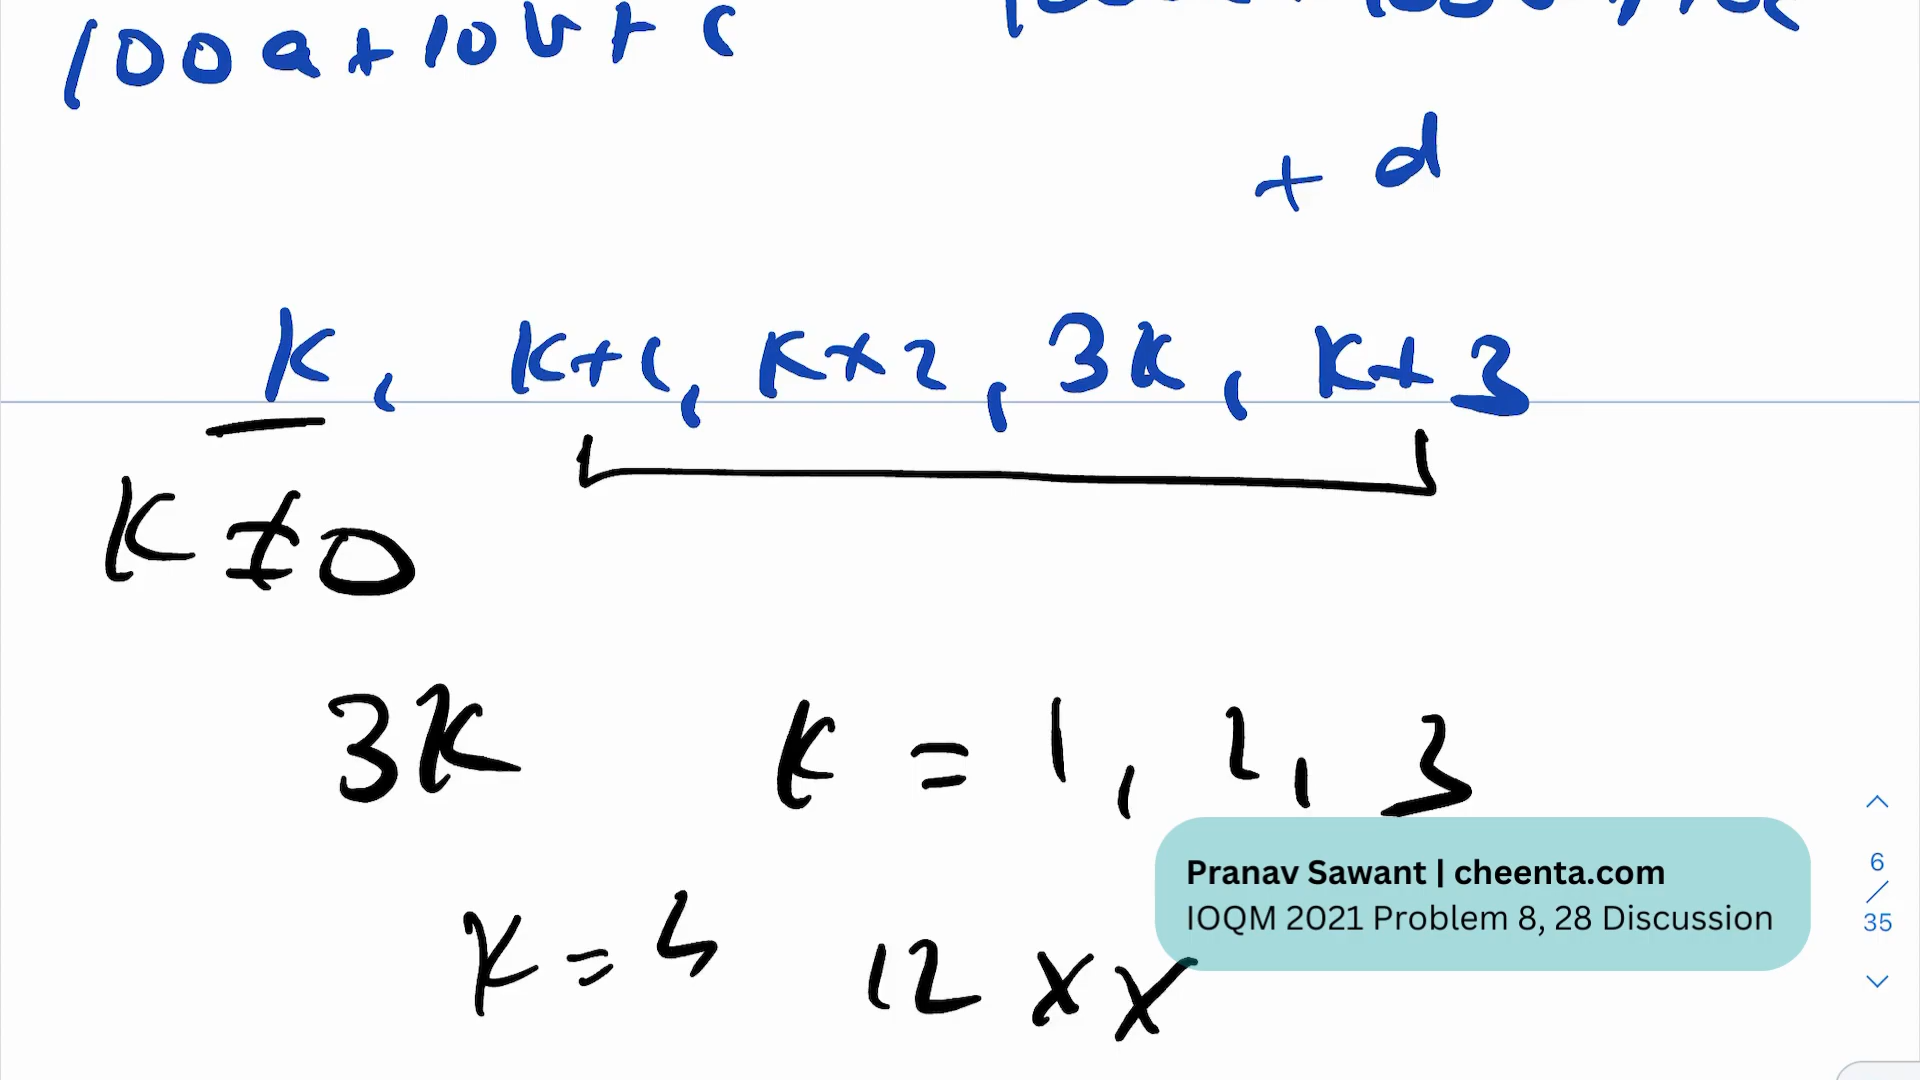 100a+10b+c
+ d
k, k+1, k+2, 3k, k+3
k ≠ 0
3k k = 1, 2, 3
Pranav Sawant | cheenta.com
6
IOQM 2021 Problem 8, 28 Discussion
/
35
k = 4 12 x x